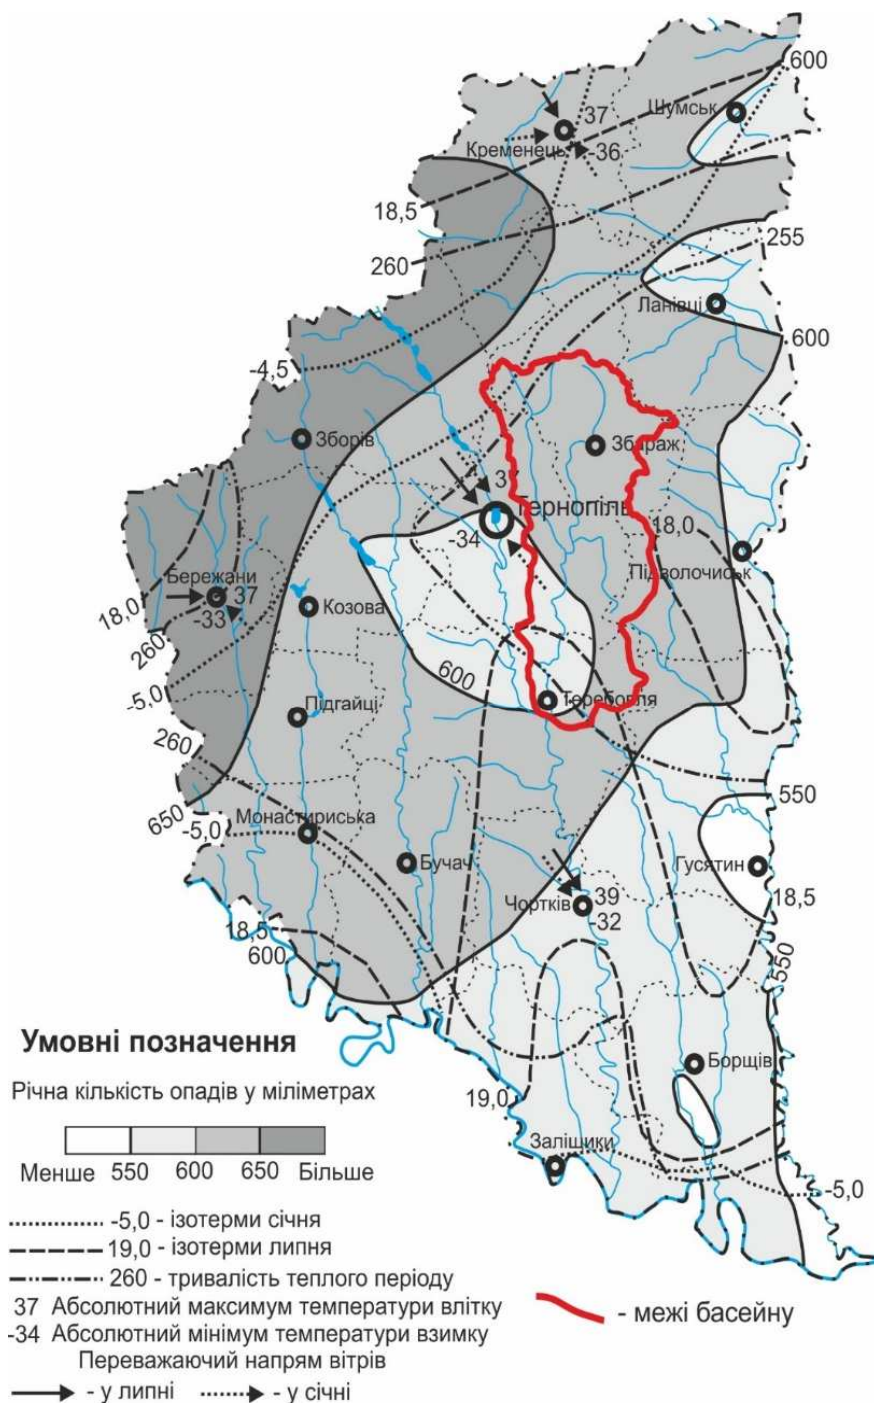 600
37
Шумськ
Кременець
-36
18,5
255
260
Ланівці
600
-4,5
Зборів
Збараж
37
Тернопіль
-34
18,0
Підволочиськ
Бережани
37
-33
18,0
Козова
260
600
-5,0
Підгайці
Теребовля
260
550
650
-5,0
Монастириська
Бучач
Гусятин
39
Чортків
-32
18,5
18,5
600
550
Умовні позначення
Борщів
Річна кількість опадів у міліметрах
19,0
Заліщики
Менше 550 600 650 Більше
-5,0
-5,0 - ізотерми січня
19,0 - ізотерми липня
260 - тривалість теплого періоду
37 Абсолютний максимум температури влітку
- межі басейну
-34 Абсолютний мінімум температури взимку
Переважаючий напрям вітрів
- у липні - у січні